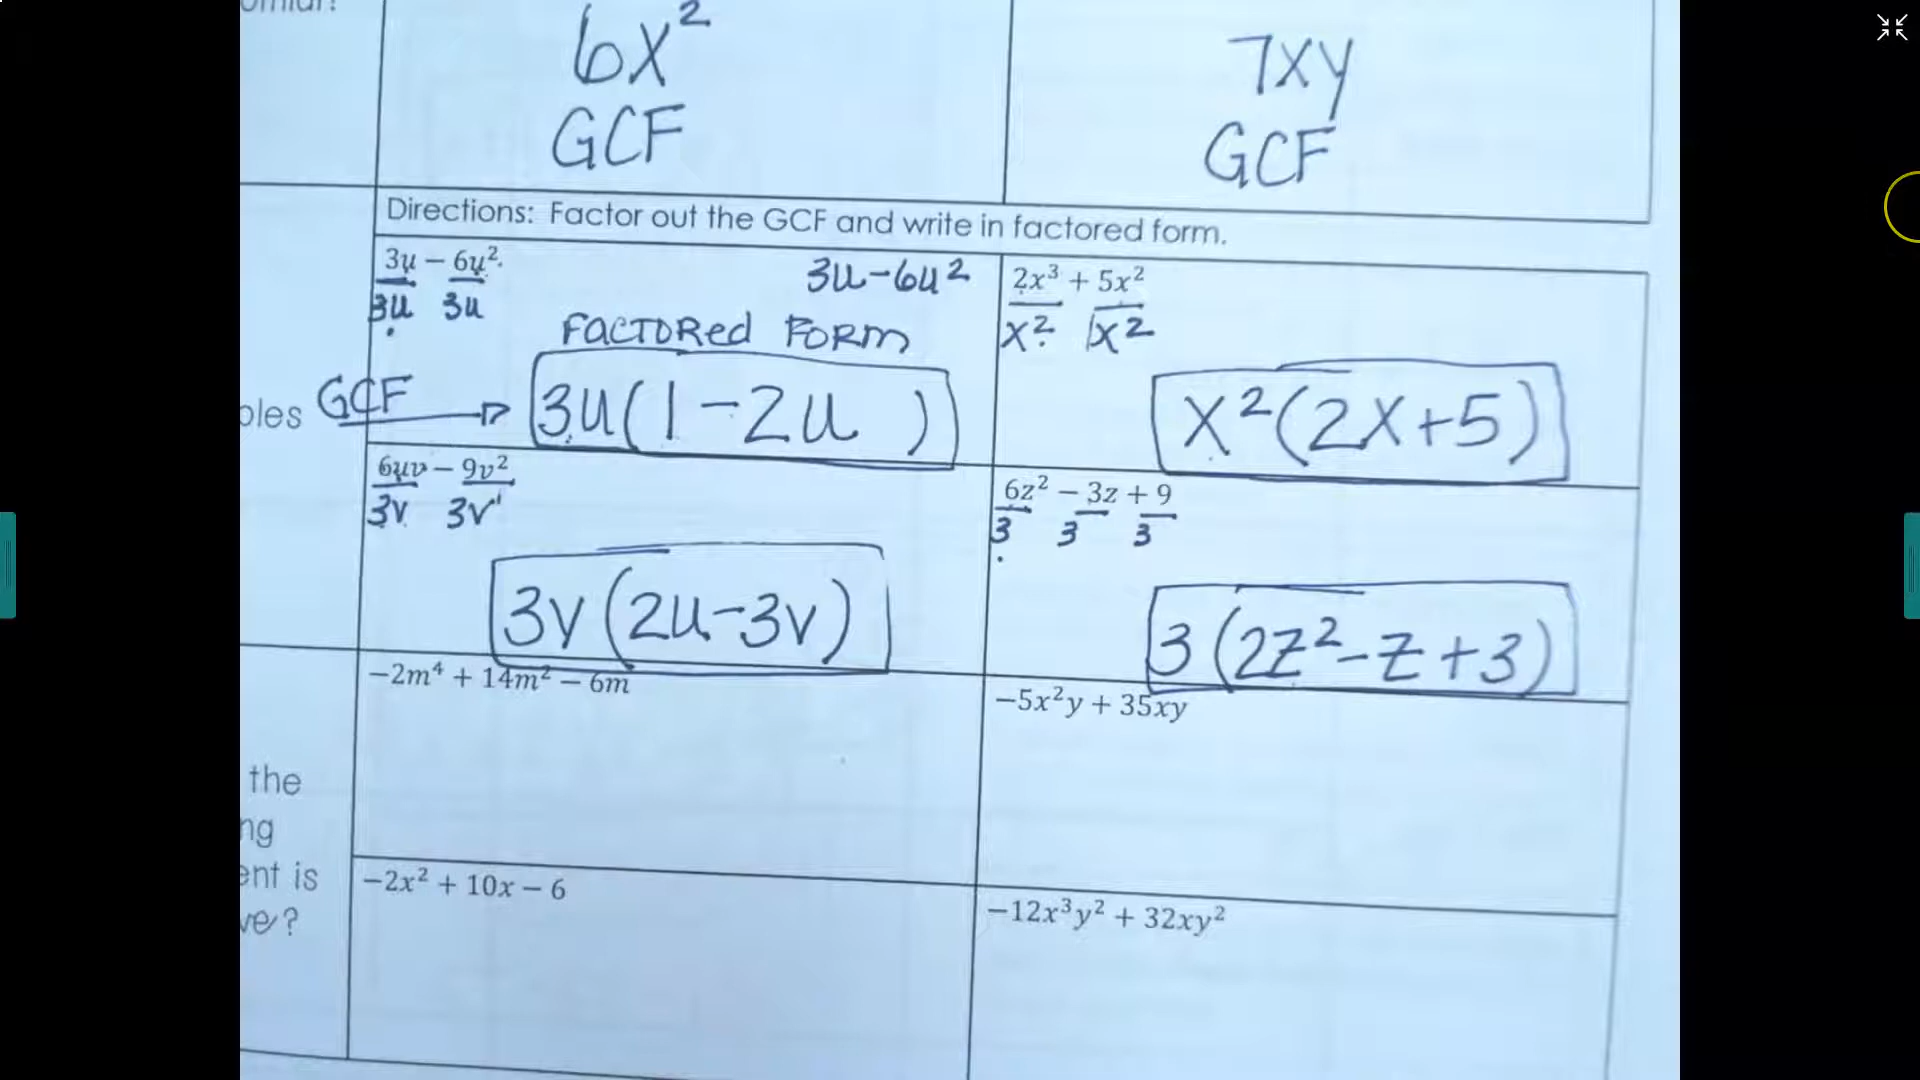 6x²
GCF
7xy
GCF
Directions: Factor out the GCF and write in factored form.
3u − 6u²
3u 3u
3u-6u²
FACTORED FORM
GCF
3u(1-2u )
2x³ + 5x²
x² x²
x²(2x+5)
ples
6uv − 9v²
3v 3v
3v(2u-3v)
6z² − 3z + 9
3 3 3
3(2z²-z+3)
−2m⁴ + 14m² − 6m
−5x²y + 35xy
the
ng
ent is
ve?
−2x² + 10x − 6
−12x³y² + 32xy²